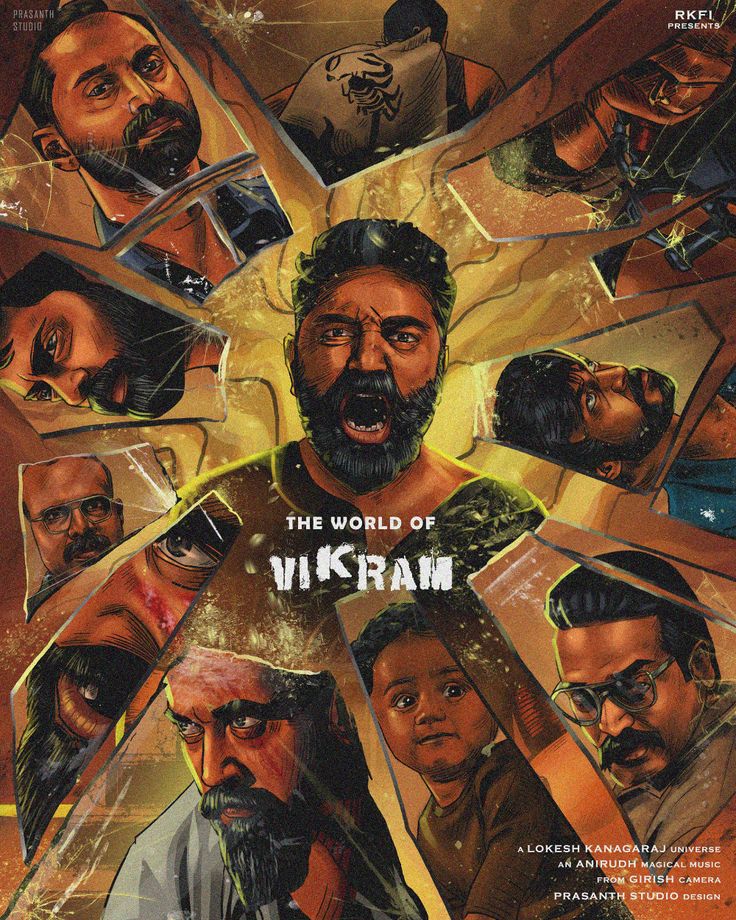 PRASANTH
STUDIO
RKFI
PRESENTS
THE WORLD OF
VIKRAM
A LOKESH KANAGARAJ UNIVERSE
AN ANIRUDH MAGICAL MUSIC
FROM GIRISH CAMERA
PRASANTH STUDIO DESIGN